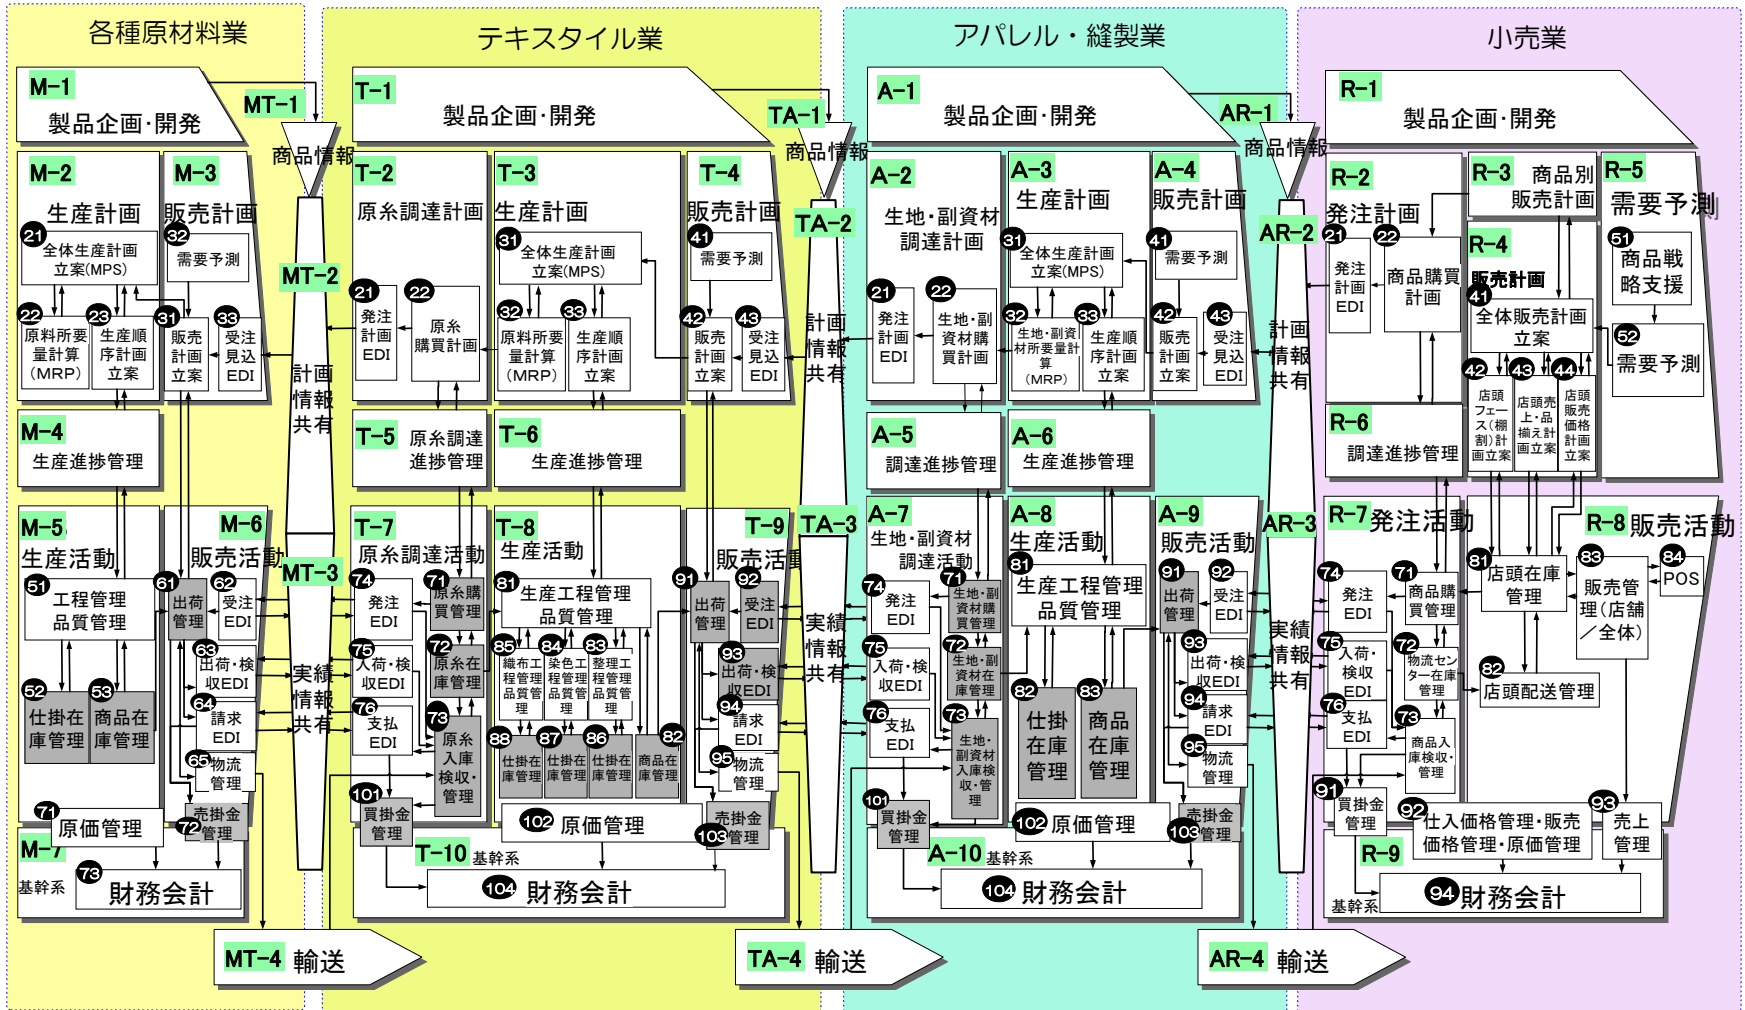 各種原材料業
M-1
製品企画・開発
MT-1
商品情報
M-2
生産計画
21
全体生産計画
立案(MPS)
22
原料所要
量計算
(MRP)
23
生産順
序計画
立案
M-3
販売計画
32
需要予測
31
販売
計画
立案
33
受注
見込
EDI
MT-2
計画
情報
共有
M-4
生産進捗管理
M-5
生産活動
51
工程管理
品質管理
52
仕掛在
庫管理
53
商品在
庫管理
M-6
販売活動
61
出荷
管理
62
受注
EDI
63
出荷・検
収EDI
64
請求
EDI
65
物流
管理
MT-3
実績
情報
共有
71
原価管理
72
売掛金
管理
M-7
基幹系
73
財務会計
MT-4
輸送
テキスタイル業
T-1
製品企画・開発
TA-1
商品情報
T-2
原糸調達計画
21
発注
計画
EDI
22
原糸
購買計画
T-3
生産計画
31
全体生産計画
立案(MPS)
32
原料所要
量計算
(MRP)
33
生産順
序計画
立案
T-4
販売計画
41
需要予測
42
販売
計画
立案
43
受注
見込
EDI
TA-2
計画
情報
共有
T-5
原糸調達
進捗管理
T-6
生産進捗管理
T-7
原糸調達活動
74
発注
EDI
71
原糸購
買管理
75
入荷・検
収EDI
72
原糸在
庫管理
76
支払
EDI
73
原糸
入庫
検収・
管理
T-8
生産活動
81
生産工程管理
品質管理
85
織布工
程管理
品質管
理
84
染色工
程管理
品質管
理
83
整理工
程管理
品質管
理
88
仕掛在
庫管理
87
仕掛在
庫管理
86
仕掛在
庫管理
82
商品在
庫管理
T-9
販売活動
91
出荷
管理
92
受注
EDI
93
出荷・検
収EDI
94
請求
EDI
95
物流
管理
TA-3
実績
情報
共有
101
買掛金
管理
102
原価管理
103
売掛金
管理
T-10
基幹系
104
財務会計
TA-4
輸送
アパレル・縫製業
A-1
製品企画・開発
AR-1
商品情報
A-2
生地・副資材
調達計画
21
発注
計画
EDI
22
生地・副
資材購
買計画
A-3
生産計画
31
全体生産計画
立案(MPS)
32
生地・副資
材所要量計
算
(MRP)
33
生産順
序計画
立案
A-4
販売計画
41
需要予測
42
販売
計画
立案
43
受注
見込
EDI
AR-2
計画
情報
共有
A-5
調達進捗管理
A-6
生産進捗管理
A-7
生地・副資材
調達活動
74
発注
EDI
71
生地・副
資材購
買管理
75
入荷・検
収EDI
72
生地・副
資材在
庫管理
76
支払
EDI
73
生地・
副資材
入庫検
収・管
理
A-8
生産活動
81
生産工程管理
品質管理
82
仕掛
在庫
管理
83
商品
在庫
管理
A-9
販売活動
91
出荷
管理
92
受注
EDI
93
出荷・検
収EDI
94
請求
EDI
95
物流
管理
AR-3
実績
情報
共有
101
買掛金
管理
102
原価管理
103
売掛金
管理
A-10
基幹系
104
財務会計
AR-4
輸送
小売業
R-1
製品企画・開発
R-2
発注計画
21
発注
計画
EDI
22
商品購買
計画
R-3
商品別
販売計画
R-4
販売計画
41
全体販売計画
立案
42
店頭
フェー
ス(棚
割)計
画立案
43
店頭売
上・品
揃え計
画立案
44
店頭
販売
価格
計画
立案
R-5
需要予測
51
商品戦
略支援
52
需要予測
R-6
調達進捗管理
R-7
発注活動
74
発注
EDI
71
商品購
買管理
75
入荷・
検収
EDI
72
物流セン
ター在庫
管理
76
支払
EDI
73
商品入
庫検収・
管理
R-8
販売活動
81
店頭在庫
管理
82
店頭配送管理
83
販売管
理(店舗
/全体)
84
POS
91
買掛金
管理
92
仕入価格管理・販売
価格管理・原価管理
93
売上
管理
R-9
基幹系
94
財務会計